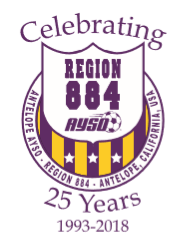 Celebrating
REGION
884
AYSO
ANTELOPE AYSO - REGION 884 - ANTELOPE, CALIFORNIA, USA
25 Years
1993-2018